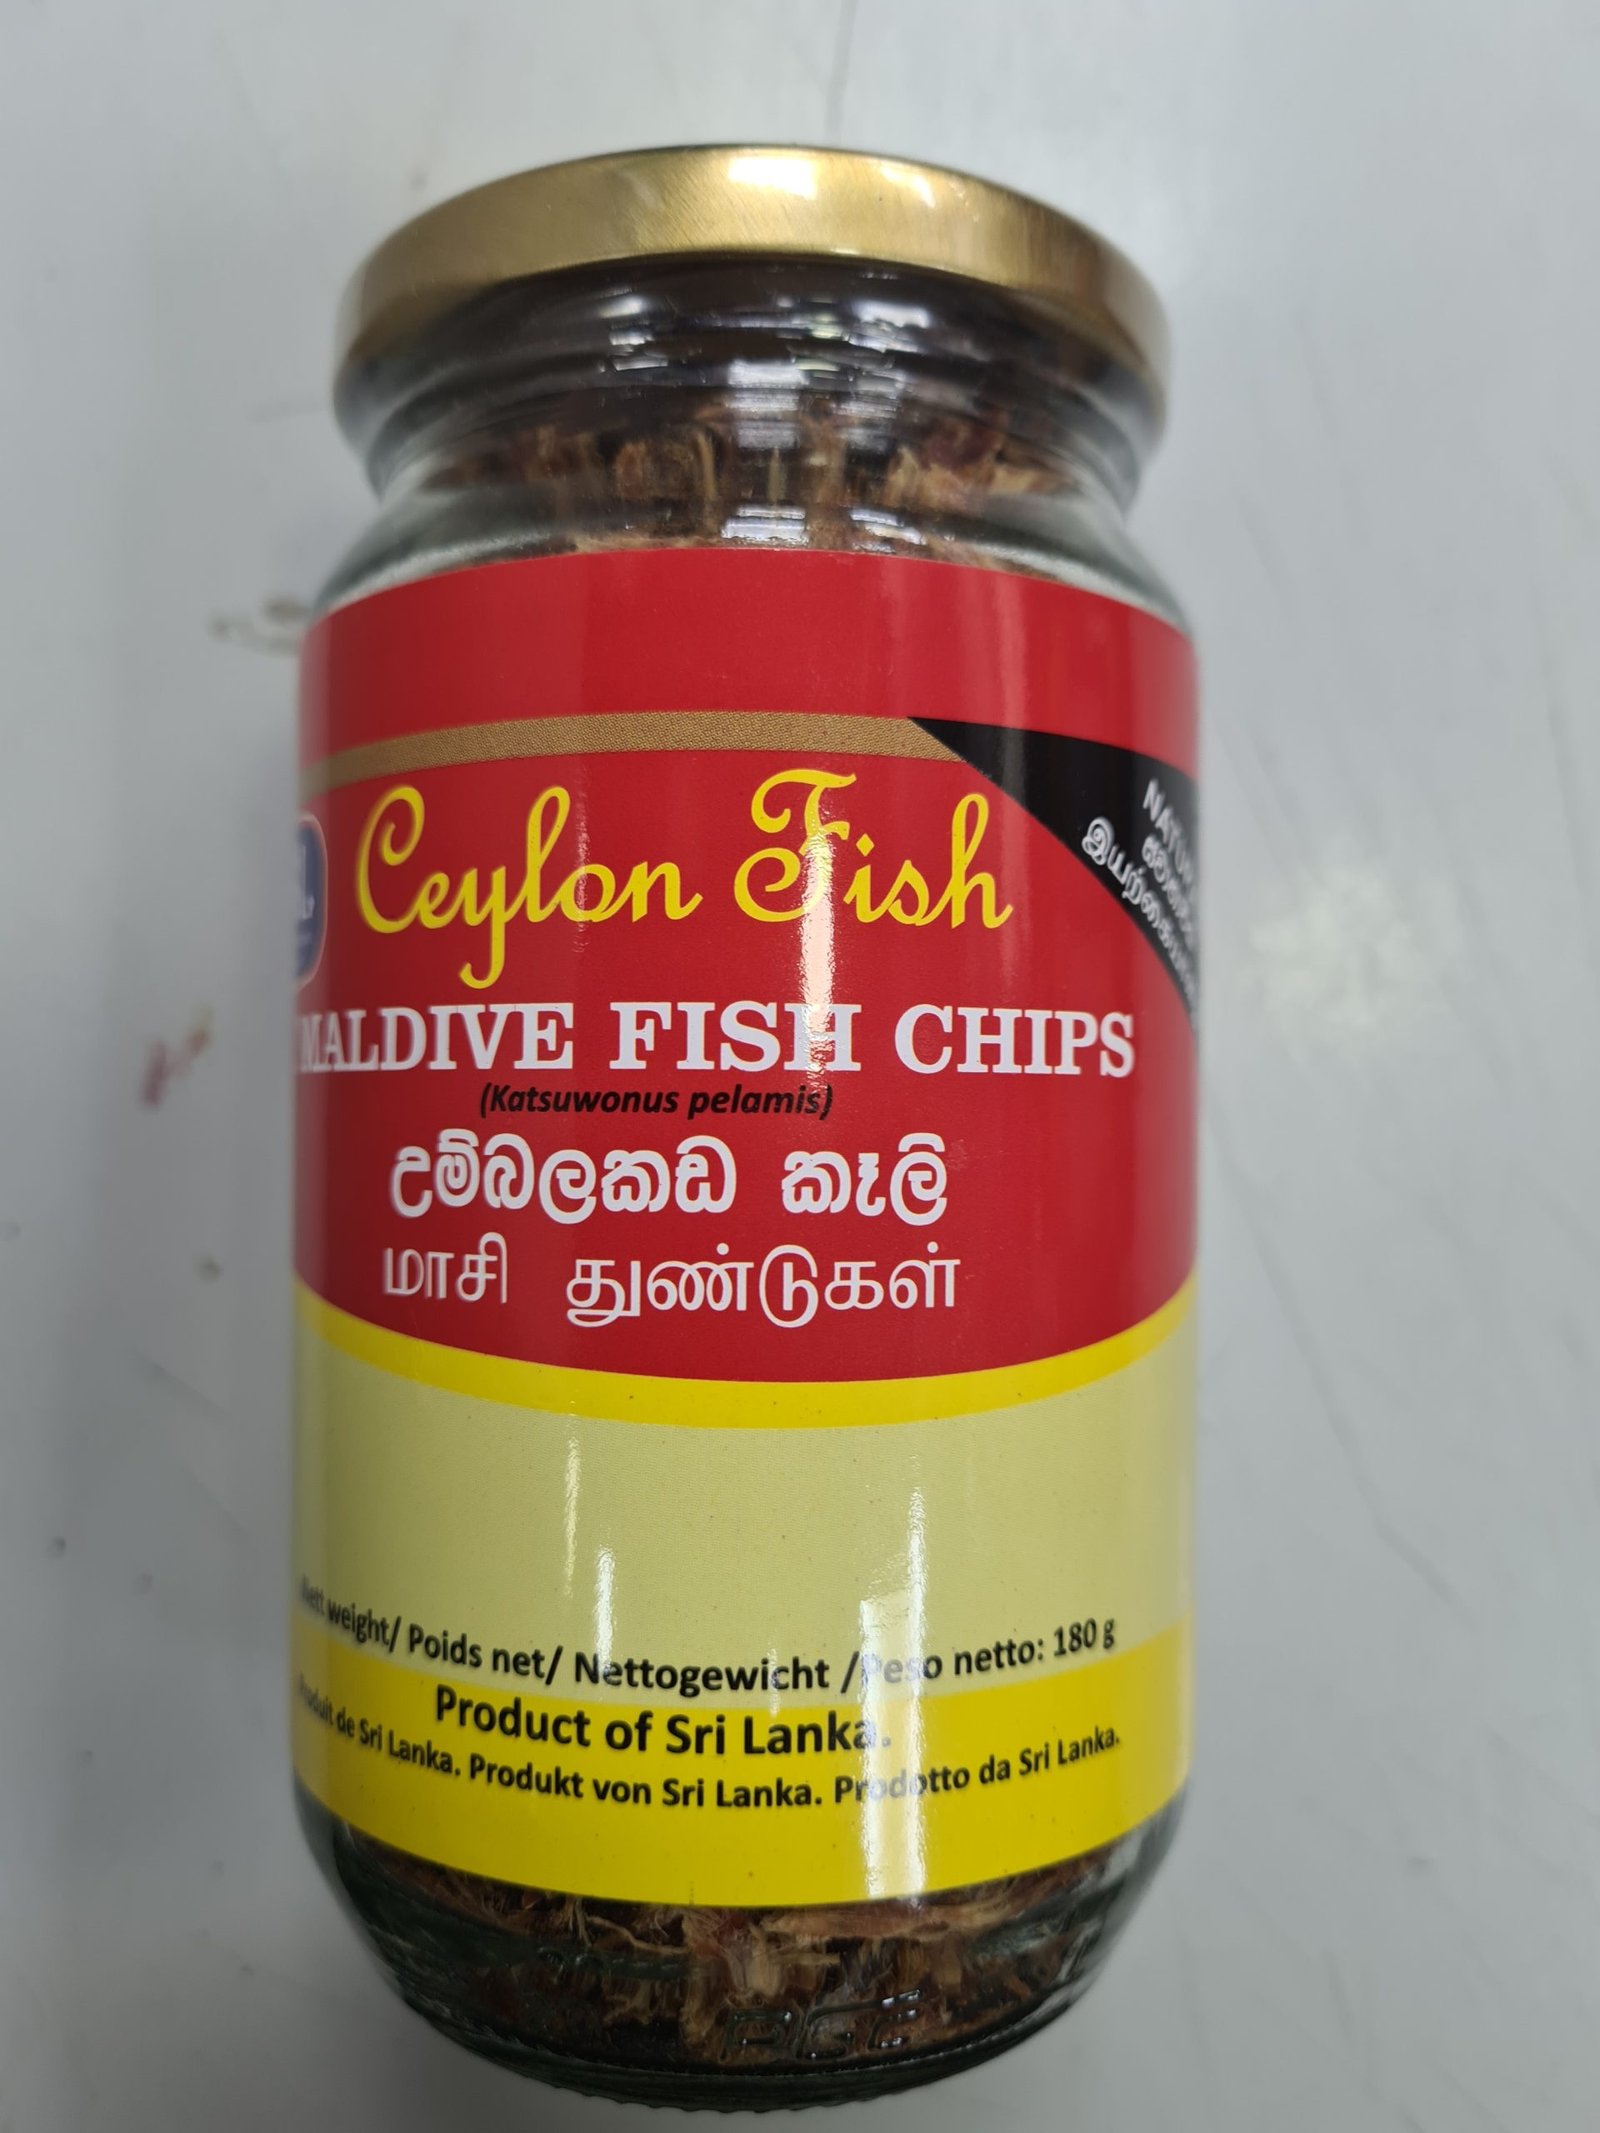 Ceylon Fish
MALDIVE FISH CHIPS
(Katsuwonus pelamis)
උම්බලකඩ කෑලි
மாசி துண்டுகள்
Nett weight/ Poids net/ Nettogewicht /Peso netto: 180 g
Product of Sri Lanka.
Produit de Sri Lanka. Produkt von Sri Lanka. Prodotto da Sri Lanka.